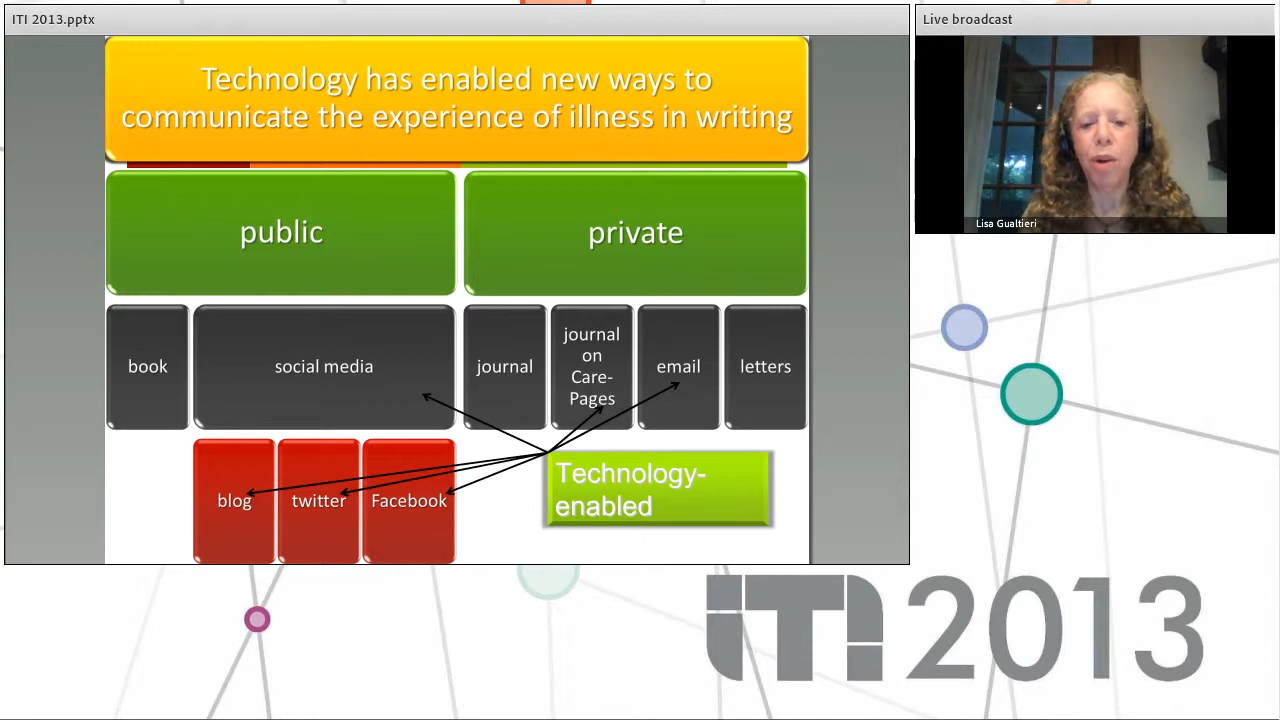 ITI 2013.pptx
Live broadcast
Technology has enabled new ways to
communicate the experience of illness in writing
public
private
book
social media
journal
journal
on
Care-
Pages
email
letters
blog
twitter
Facebook
Technology-
enabled
Lisa Gualtieri
iTi 2013